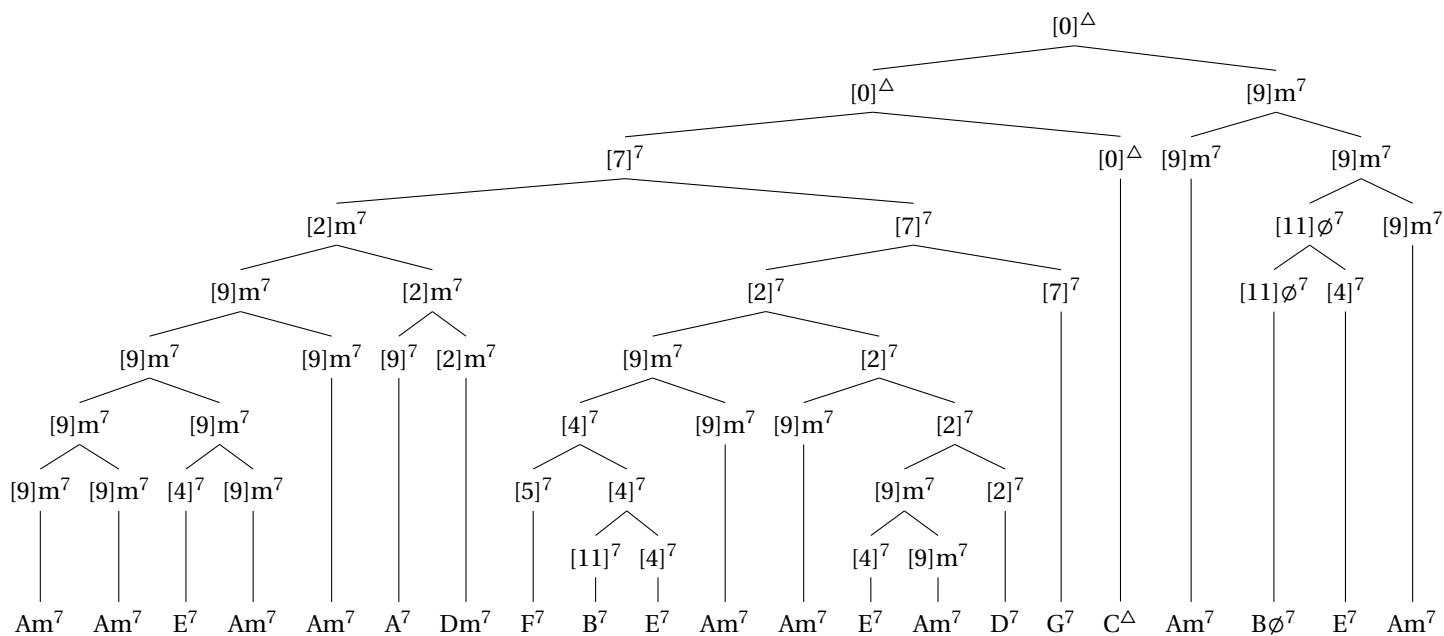 [0]△
[0]△ [9]m⁷
[7]⁷ [0]△ [9]m⁷ [9]m⁷
[2]m⁷ [7]⁷ [11]ø⁷ [9]m⁷
[9]m⁷ [2]m⁷ [2]⁷ [7]⁷ [11]ø⁷ [4]⁷
[9]m⁷ [9]m⁷ [9]⁷ [2]m⁷ [9]m⁷ [2]⁷
[9]m⁷ [9]m⁷ [4]⁷ [9]m⁷ [9]m⁷ [2]⁷
[9]m⁷ [9]m⁷ [4]⁷ [9]m⁷ [5]⁷ [4]⁷ [9]m⁷ [2]⁷
[11]⁷ [4]⁷ [4]⁷ [9]m⁷
Am⁷ Am⁷ E⁷ Am⁷ Am⁷ A⁷ Dm⁷ F⁷ B⁷ E⁷ Am⁷ Am⁷ E⁷ Am⁷ D⁷ G⁷ C△ Am⁷ Bø⁷ E⁷ Am⁷